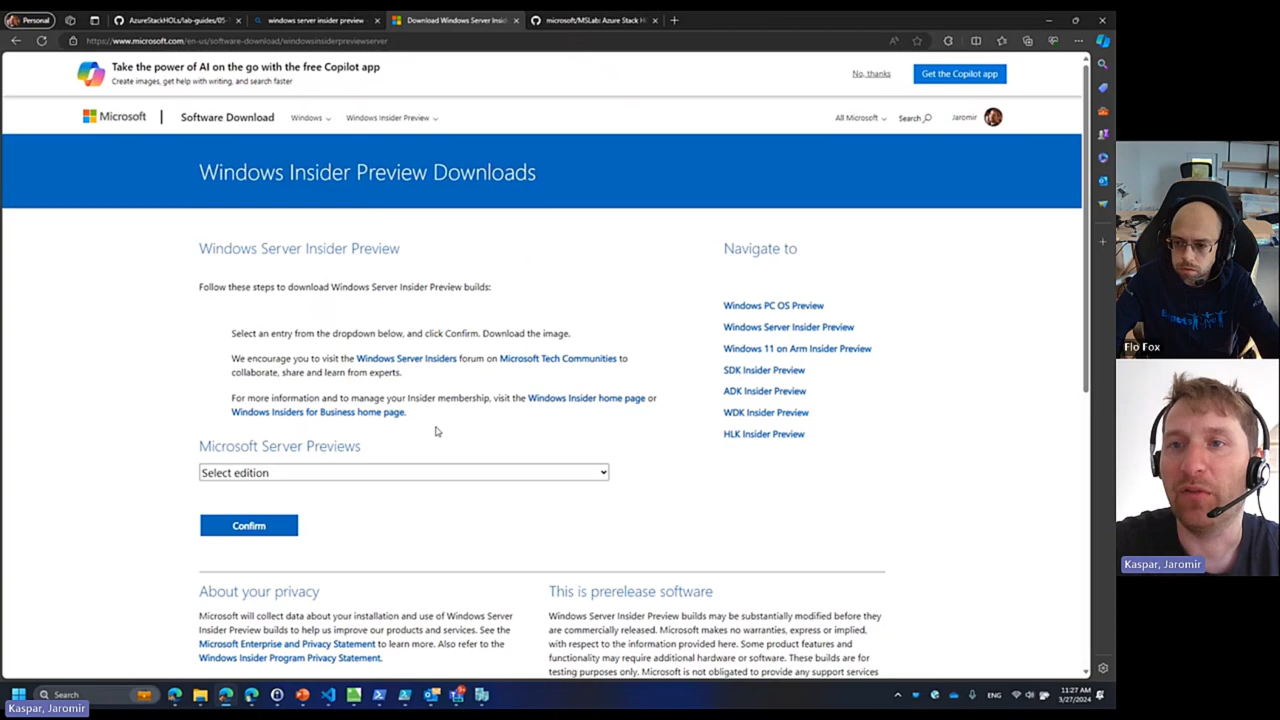 Personal
AzureStackHOLs/lab-guides/05-
windows server insider preview
Download Windows Server Insid
microsoft/MSLab: Azure Stack H
https://www.microsoft.com/en-us/software-download/windowsinsiderpreviewserver
Take the power of AI on the go with the free Copilot app
Create images, get help with writing, and search faster
No, thanks
Get the Copilot app
Microsoft
Software Download
Windows
Windows Insider Preview
All Microsoft
Search
Jaromir
Windows Insider Preview Downloads
Windows Server Insider Preview
Follow these steps to download Windows Server Insider Preview builds:
Select an entry from the dropdown below, and click Confirm. Download the image.
We encourage you to visit the Windows Server Insiders forum on Microsoft Tech Communities to
collaborate, share and learn from experts.
For more information and to manage your Insider membership, visit the Windows Insider home page or
Windows Insiders for Business home page.
Microsoft Server Previews
Select edition
Confirm
Navigate to
Windows PC OS Preview
Windows Server Insider Preview
Windows 11 on Arm Insider Preview
SDK Insider Preview
ADK Insider Preview
WDK Insider Preview
HLK Insider Preview
About your privacy
Microsoft will collect data about your installation and use of Windows Server
Insider Preview builds to help us improve our products and services. See the
Microsoft Enterprise and Privacy Statement to learn more. Also refer to the
Windows Insider Program Privacy Statement.
This is prerelease software
Windows Server Insider Preview builds may be substantially modified before they
are commercially released. Microsoft makes no warranties, express or implied,
with respect to the information provided here. Some product features and
functionality may require additional hardware or software. These builds are for
testing purposes only. Microsoft is not obligated to provide any support services
Flo Fox
Kaspar, Jaromir
Search
ENG
11:27 AM
3/27/2024
Kaspar, Jaromir